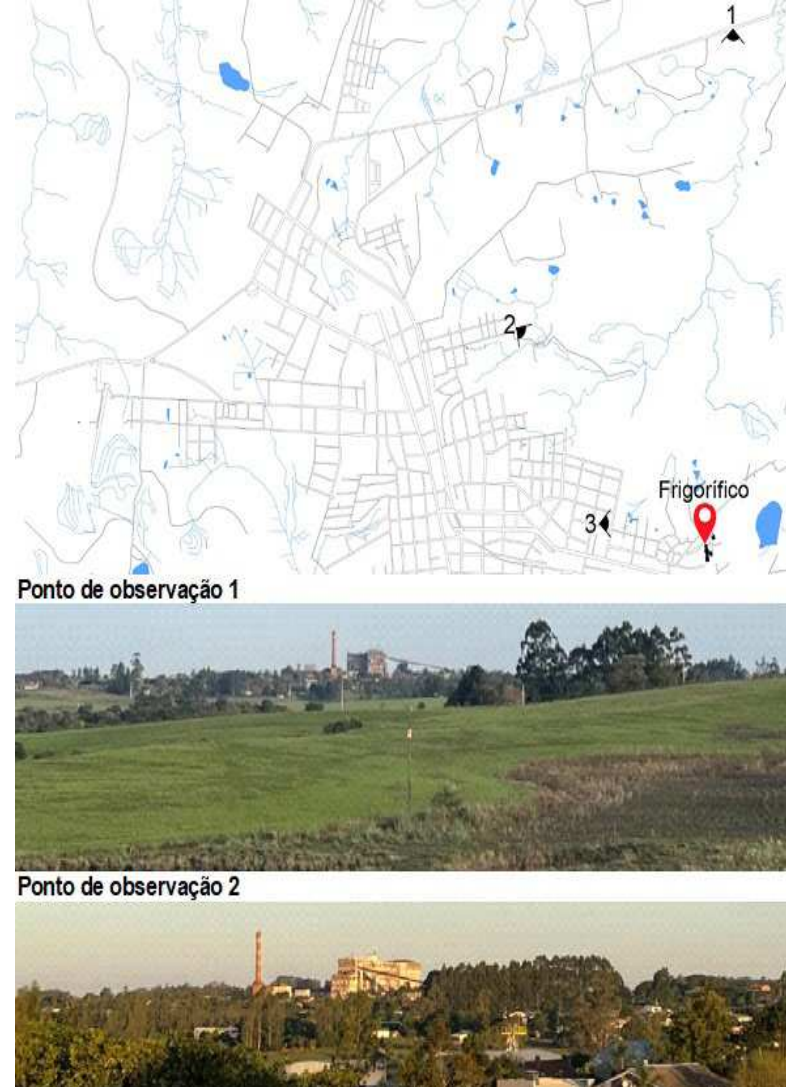 1
2
Frigorífico
3
Ponto de observação 1
Ponto de observação 2